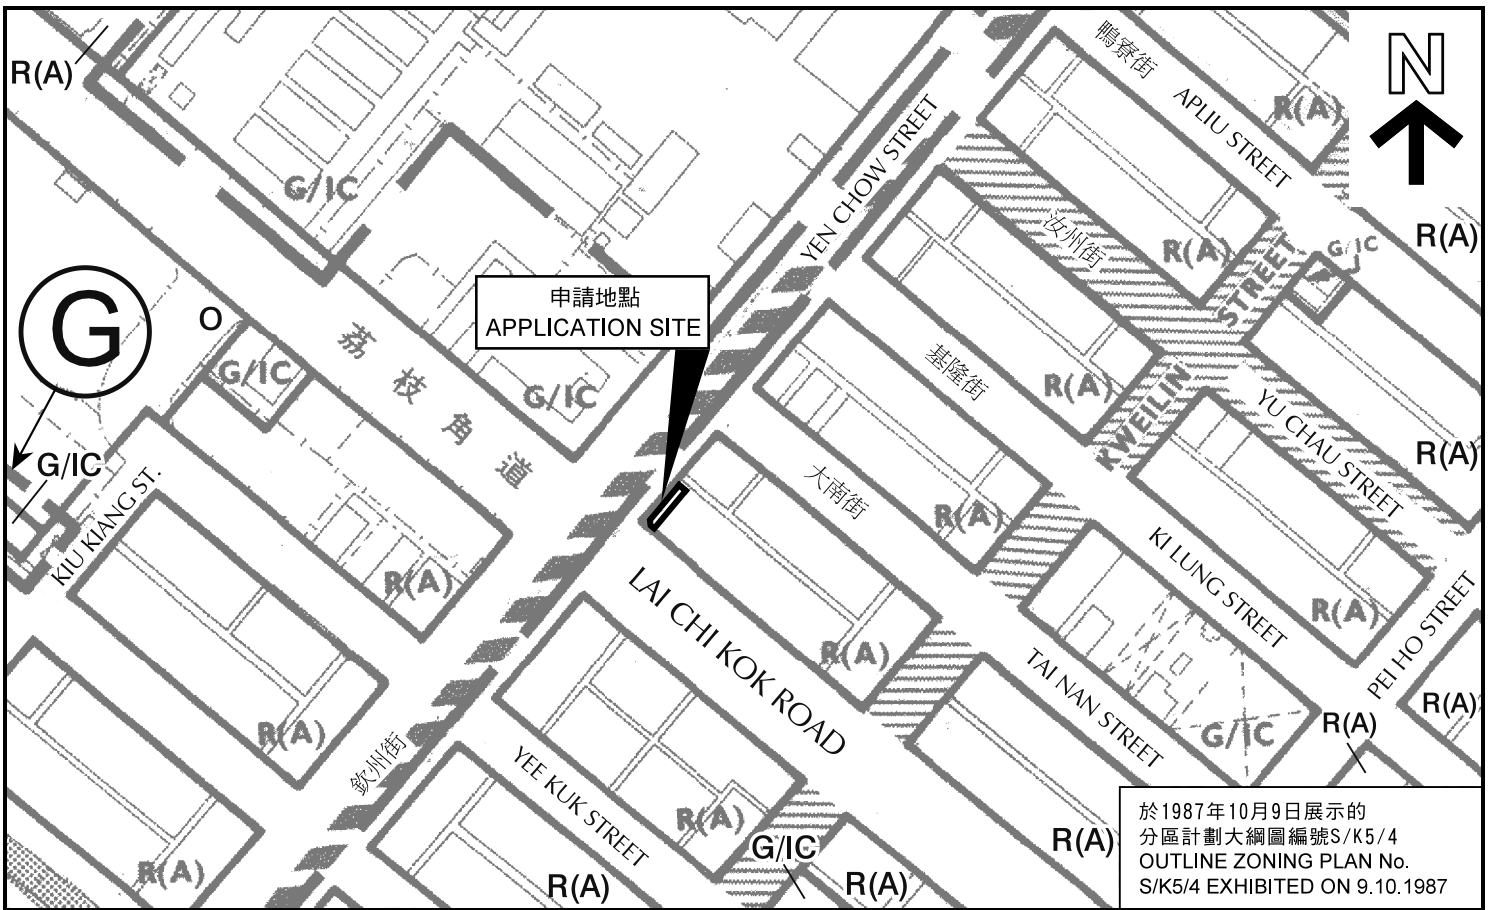 R(A)
鴨寮街
APLIU STREET
R(A)
N
G/IC
YEN CHOW STREET
汝州街
R(A)
STREET
G/IC
R(A)
G
O
申請地點
APPLICATION SITE
荔枝角道
G/IC
G/IC
基隆街
R(A)
KWEILIN
YU CHAU STREET
R(A)
G/IC
KIU KIANG ST.
大南街
R(A)
KI LUNG STREET
R(A)
PEI HO STREET
R(A)
LAI CHI KOK ROAD
R(A)
TAI NAN STREET
G/IC
R(A)
R(A)
R(A)
欽州街
YEE KUK STREET
R(A)
G/IC
R(A)
R(A)
R(A)
R(A)
於1987年10月9日展示的
分區計劃大綱圖編號S/K5/4
OUTLINE ZONING PLAN No.
S/K5/4 EXHIBITED ON 9.10.1987